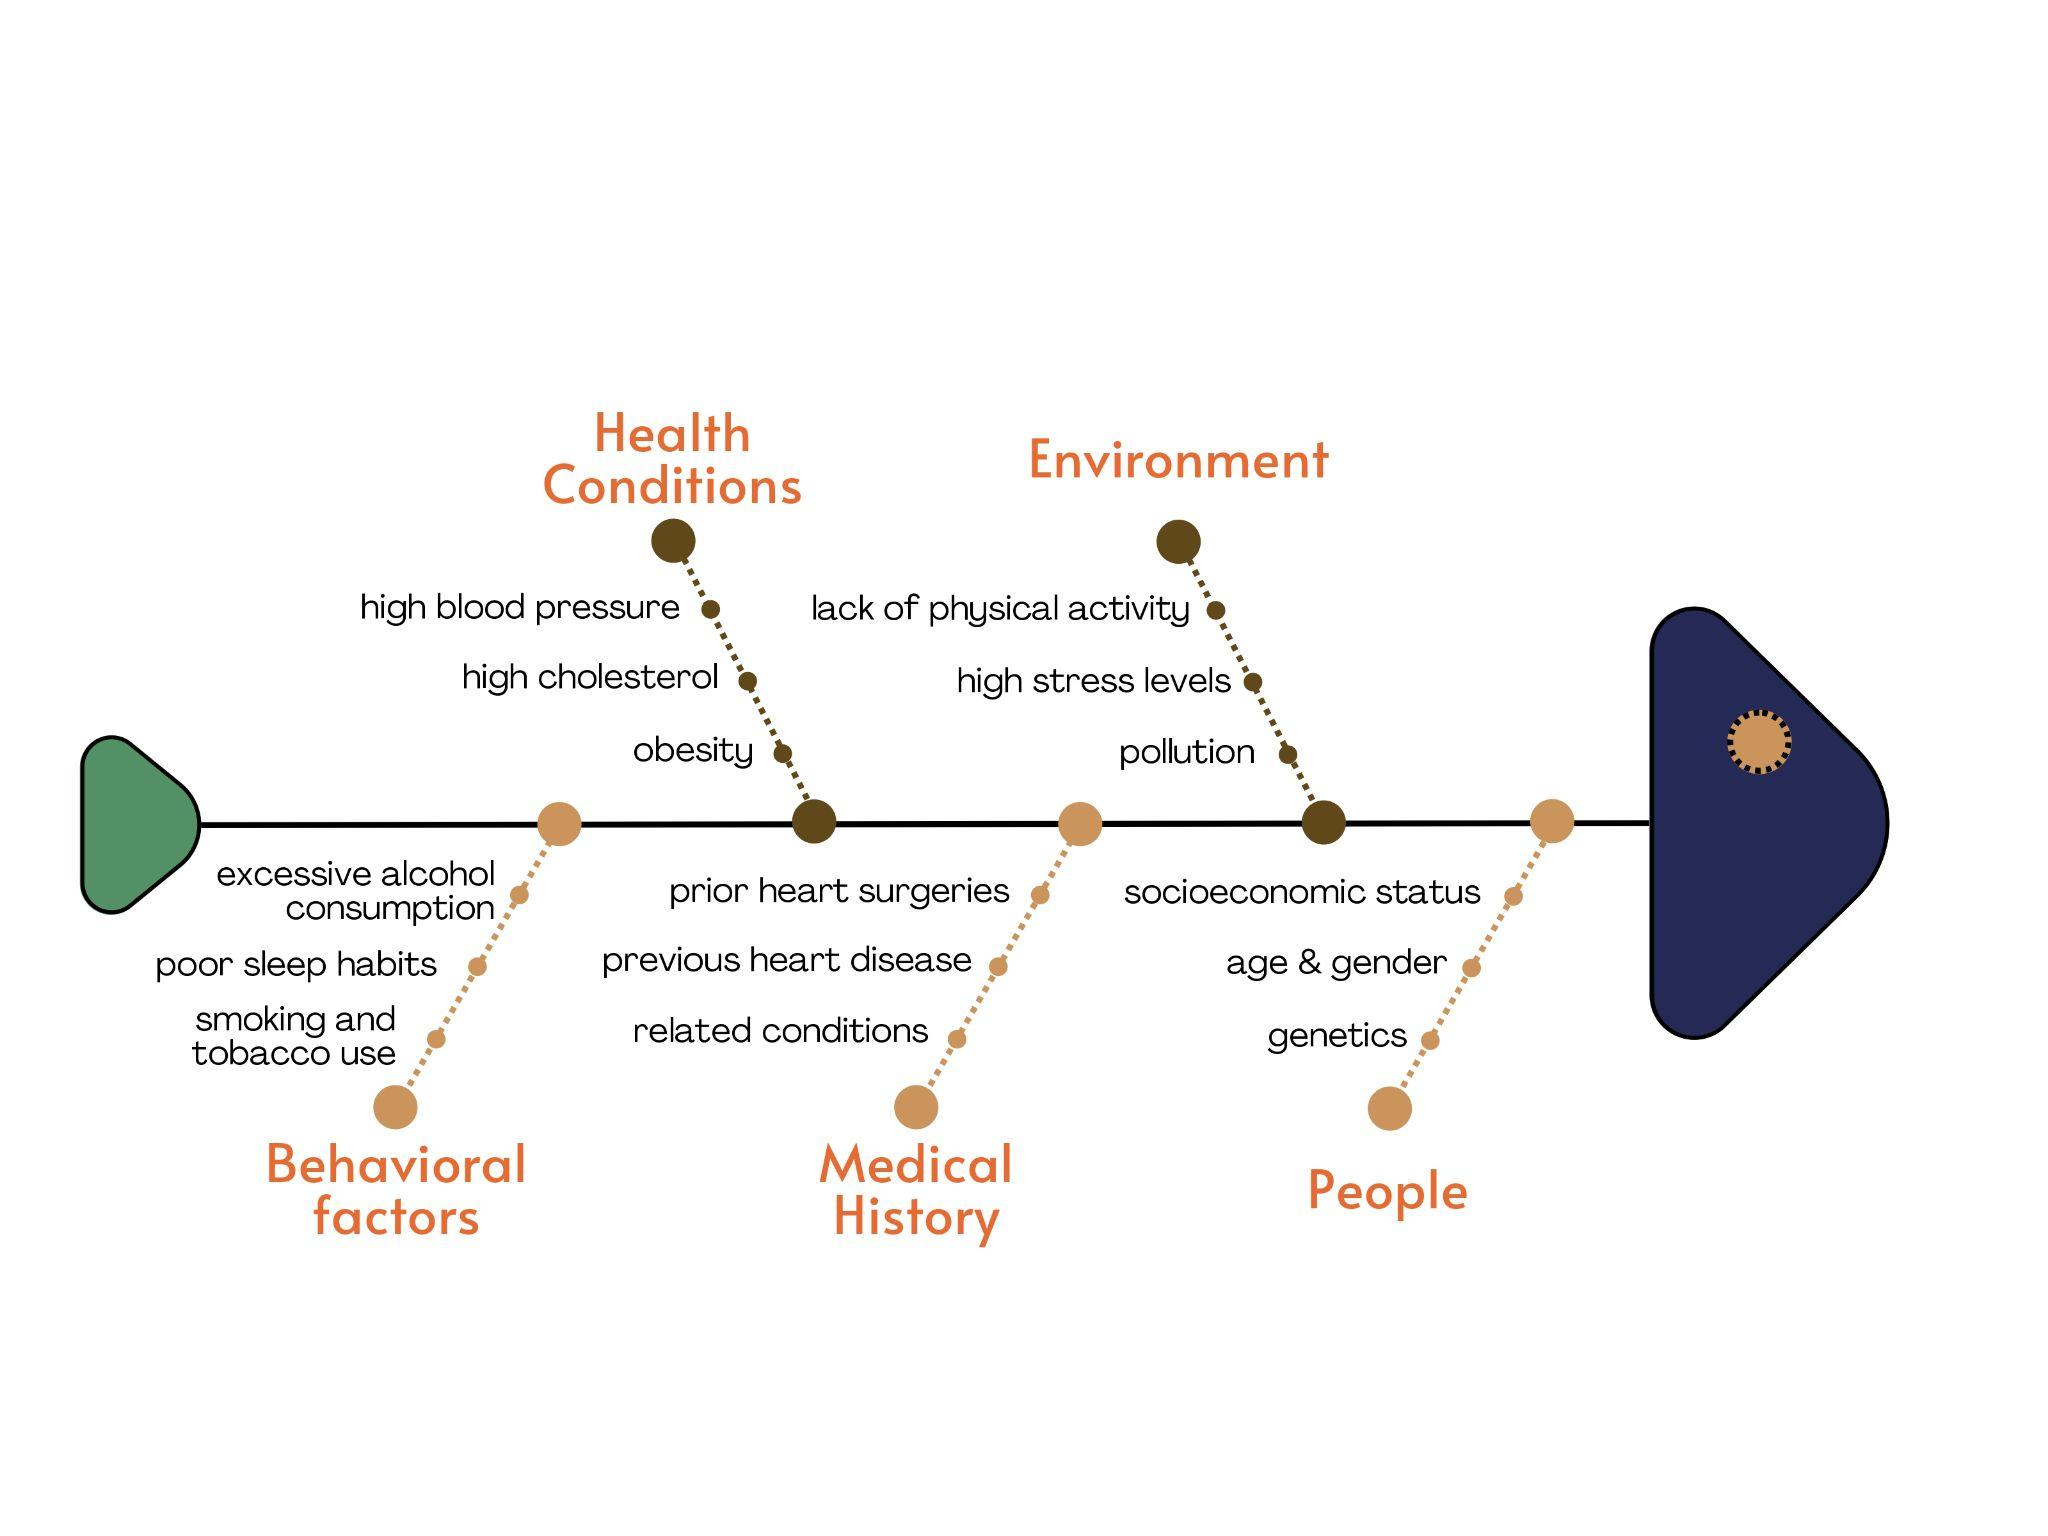 Health
Conditions
high blood pressure
high cholesterol
obesity
Environment
lack of physical activity
high stress levels
pollution
excessive alcohol
consumption
poor sleep habits
smoking and
tobacco use
Behavioral
factors
prior heart surgeries
previous heart disease
related conditions
Medical
History
socioeconomic status
age & gender
genetics
People